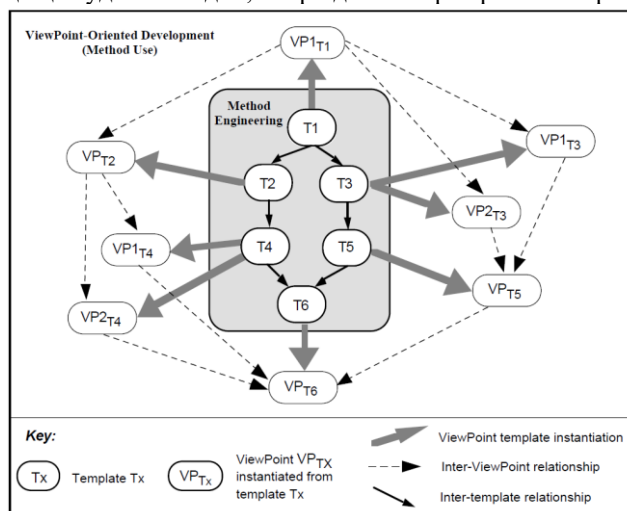 ViewPoint-Oriented Development
(Method Use)
VP1T1
Method
Engineering
T1
VPT2
VP1T3
T2
T3
VP2T3
VP1T4
T4
T5
VPT5
VP2T4
T6
VPT6
Key:
Tx
Template Tx
VPTx
ViewPoint VPTX
instantiated from
template Tx
ViewPoint template instantiation
Inter-ViewPoint relationship
Inter-template relationship